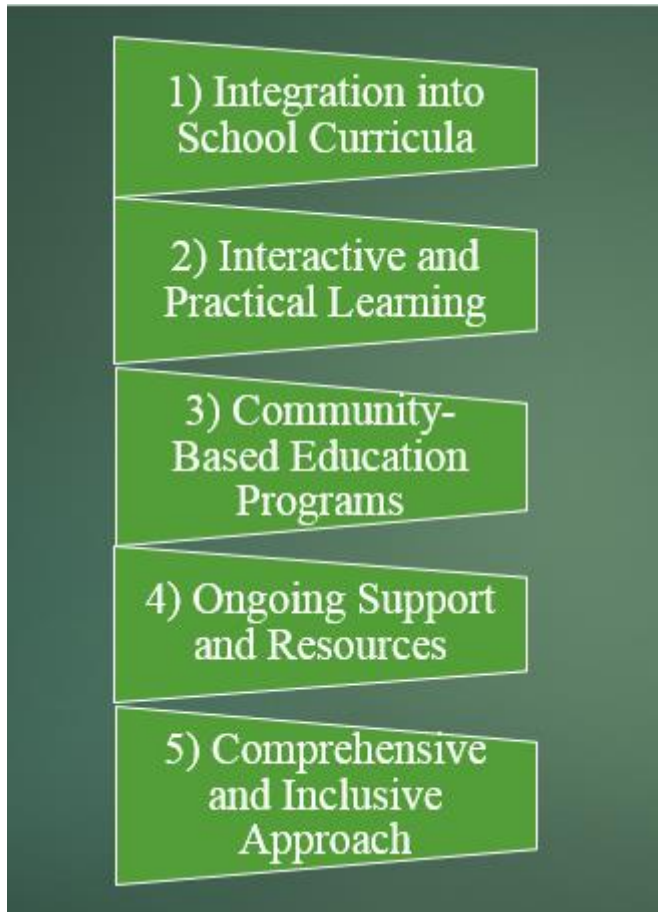 1) Integration into
School Curricula
2) Interactive and
Practical Learning
3) Community-
Based Education
Programs
4) Ongoing Support
and Resources
5) Comprehensive
and Inclusive
Approach